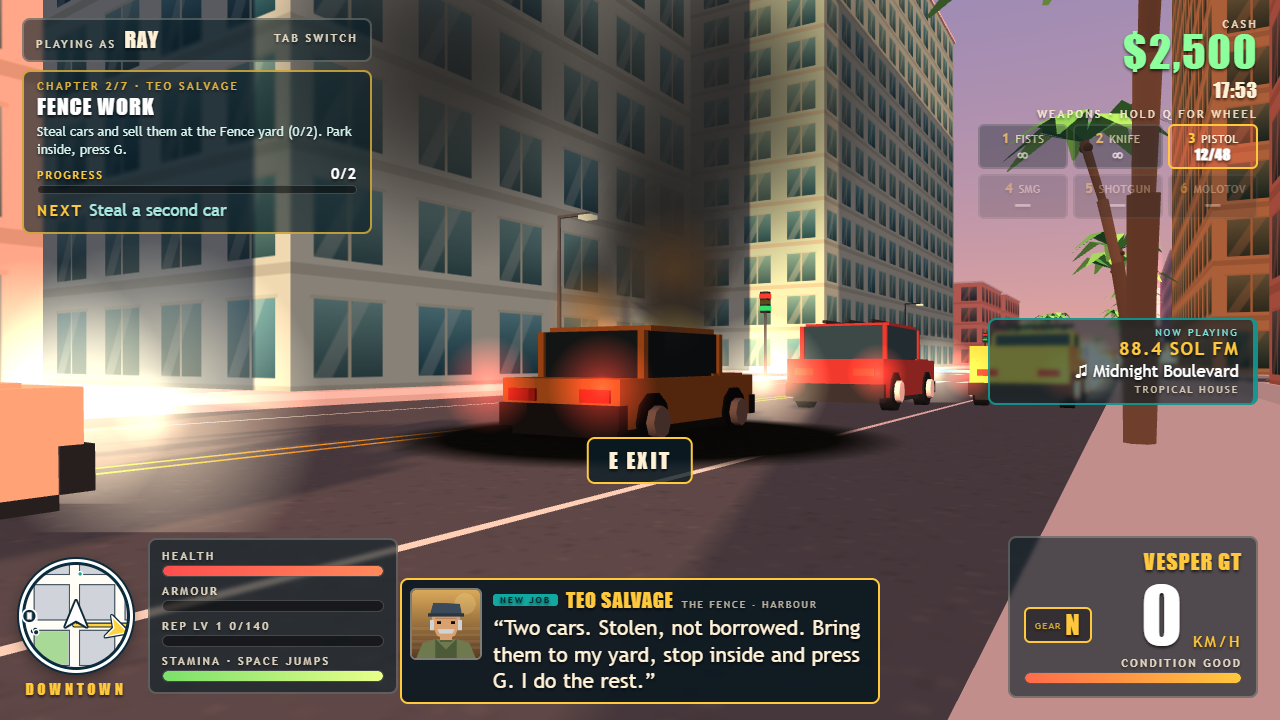 PLAYING AS RAY TAB SWITCH
CHAPTER 2/7 · TEO SALVAGE
FENCE WORK
Steal cars and sell them at the Fence yard (0/2). Park
inside, press G.
PROGRESS 0/2
NEXT Steal a second car
CASH
$2,500
17:53
WEAPONS · HOLD Q FOR WHEEL
1 FISTS ∞
2 KNIFE ∞
3 PISTOL 12/48
4 SMG —
5 SHOTGUN —
6 MOLOTOV —
NOW PLAYING
88.4 SOL FM
♫ Midnight Boulevard
TROPICAL HOUSE
E EXIT
HEALTH
ARMOUR
REP LV 1 0/140
STAMINA · SPACE JUMPS
DOWNTOWN
NEW JOB TEO SALVAGE THE FENCE · HARBOUR
“Two cars. Stolen, not borrowed. Bring
them to my yard, stop inside and press
G. I do the rest.”
VESPER GT
GEAR N
0 KM/H
CONDITION GOOD